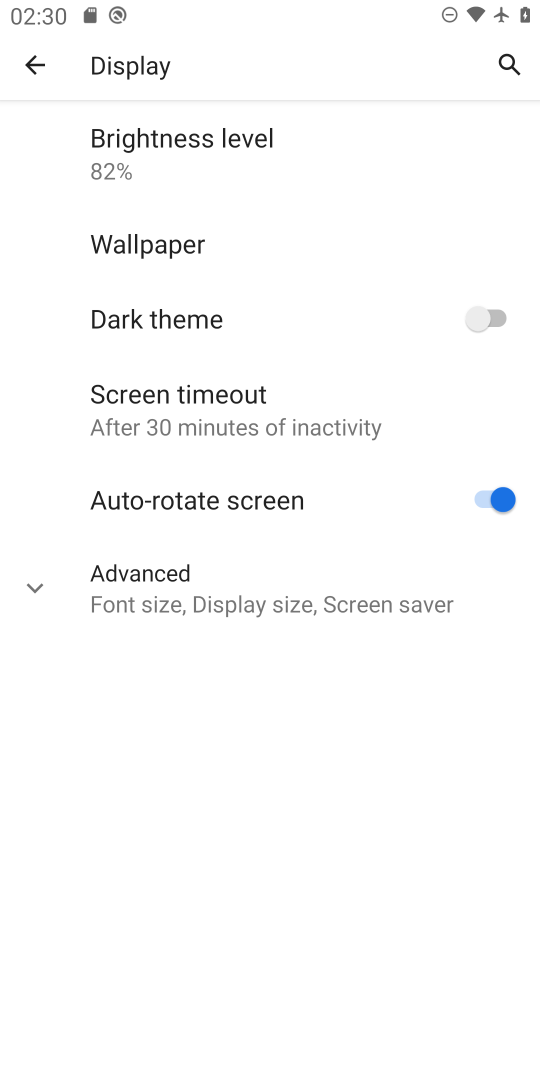 02:30
Display
Brightness level
82%
Wallpaper
Dark theme
Screen timeout
After 30 minutes of inactivity
Auto-rotate screen
Advanced
Font size, Display size, Screen saver